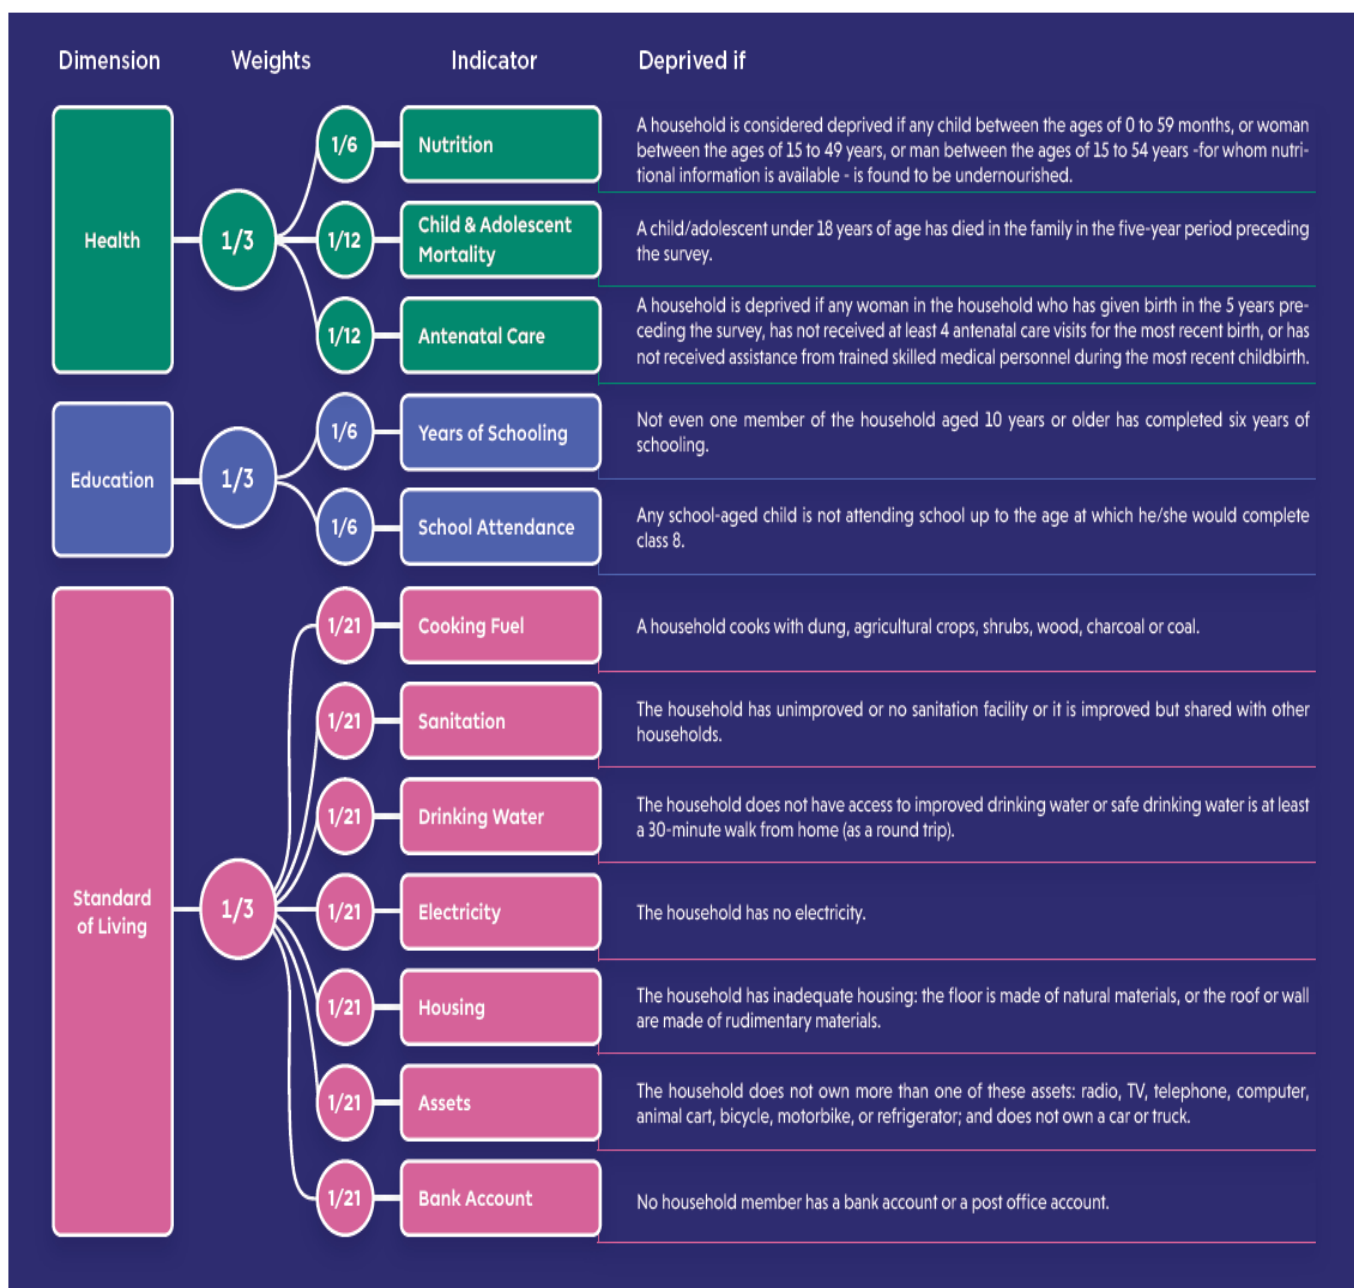 Dimension Weights Indicator Deprived if
Health
1/3
1/6
Nutrition
A household is considered deprived if any child between the ages of 0 to 59 months, or woman
between the ages of 15 to 49 years, or man between the ages of 15 to 54 years -for whom nutri-
tional information is available - is found to be undernourished.
1/12
Child & Adolescent
Mortality
A child/adolescent under 18 years of age has died in the family in the five-year period preceding
the survey.
1/12
Antenatal Care
A household is deprived if any woman in the household who has given birth in the 5 years pre-
ceding the survey, has not received at least 4 antenatal care visits for the most recent birth, or has
not received assistance from trained skilled medical personnel during the most recent childbirth.
Education
1/3
1/6
Years of Schooling
Not even one member of the household aged 10 years or older has completed six years of
schooling.
1/6
School Attendance
Any school-aged child is not attending school up to the age at which he/she would complete
class 8.
Standard
of Living
1/3
1/21
Cooking Fuel
A household cooks with dung, agricultural crops, shrubs, wood, charcoal or coal.
1/21
Sanitation
The household has unimproved or no sanitation facility or it is improved but shared with other
households.
1/21
Drinking Water
The household does not have access to improved drinking water or safe drinking water is at least
a 30-minute walk from home (as a round trip).
1/21
Electricity
The household has no electricity.
1/21
Housing
The household has inadequate housing: the floor is made of natural materials, or the roof or wall
are made of rudimentary materials.
1/21
Assets
The household does not own more than one of these assets: radio, TV, telephone, computer,
animal cart, bicycle, motorbike, or refrigerator; and does not own a car or truck.
1/21
Bank Account
No household member has a bank account or a post office account.